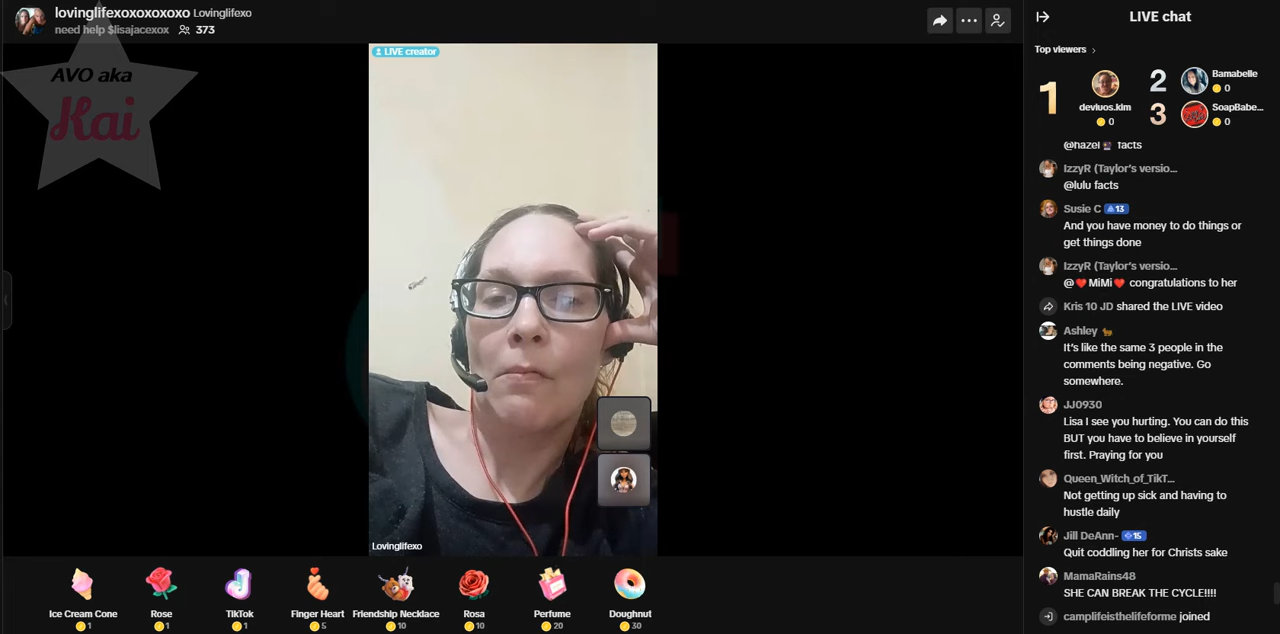 lovinglifexoxoxoxoxo Lovinglifexo
need help $lisajacexox 373
AVO aka
Kai
LIVE creator
Lovinglifexo
Ice Cream Cone
1
Rose
1
TikTok
1
Finger Heart
5
Friendship Necklace
10
Rosa
10
Perfume
20
Doughnut
30
LIVE chat
Top viewers
1
devluos.kim
0
2
Bamabelle
0
3
SoapBabe...
0
@hazel facts
IzzyR (Taylor's versio...
@lulu facts
Susie C 13
And you have money to do things or
get things done
IzzyR (Taylor's versio...
@❤️MiMi❤️ congratulations to her
Kris 10 JD shared the LIVE video
Ashley
It's like the same 3 people in the
comments being negative. Go
somewhere.
JJ0930
Lisa I see you hurting. You can do this
BUT you have to believe in yourself
first. Praying for you
Queen_Witch_of_TikT...
Not getting up sick and having to
hustle daily
Jill DeAnn- 15
Quit coddling her for Christs sake
MamaRains48
SHE CAN BREAK THE CYCLE!!!!
camplifeisthelifeforme joined